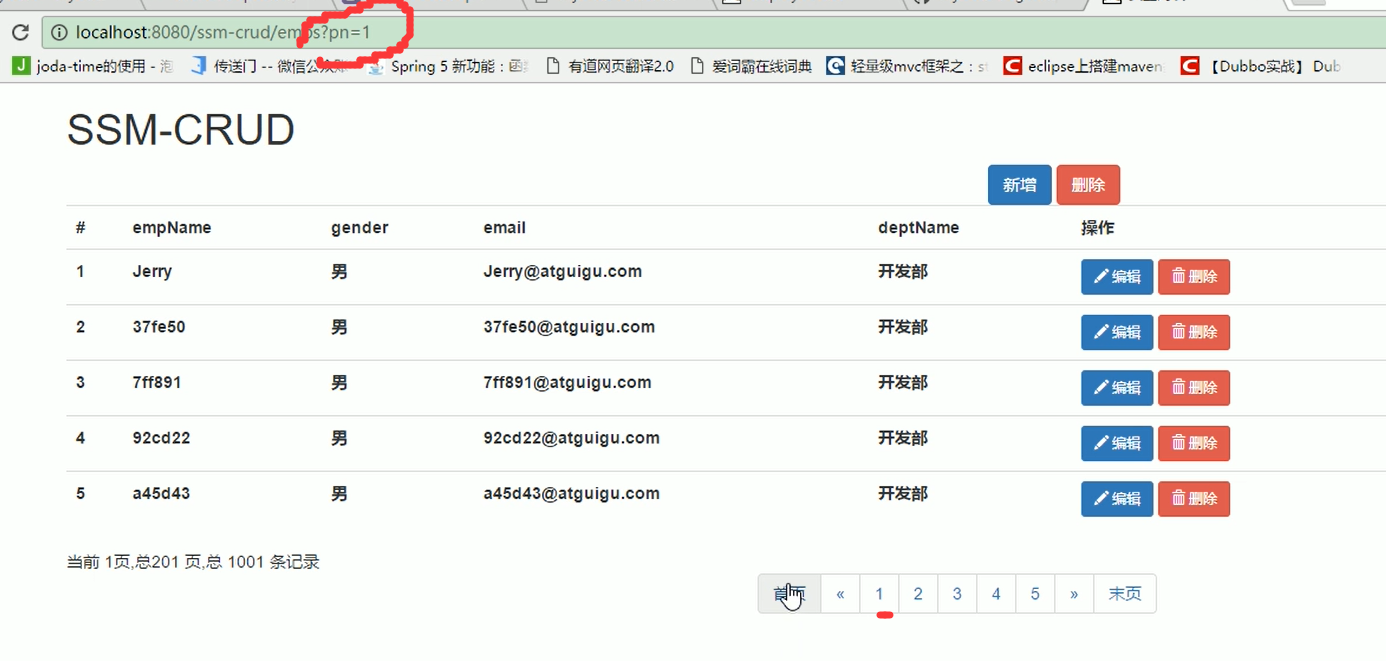 localhost:8080/ssm-crud/emps?pn=1
joda-time的使用 - 泡 传送门 -- 微信公众 Spring 5 新功能：函 有道网页翻译2.0 爱词霸在线词典 轻量级mvc框架之：st eclipse上搭建maven 【Dubbo实战】 Dub
SSM-CRUD
新增 删除
# empName gender email deptName 操作
1 Jerry 男 Jerry@atguigu.com 开发部 编辑 删除
2 37fe50 男 37fe50@atguigu.com 开发部 编辑 删除
3 7ff891 男 7ff891@atguigu.com 开发部 编辑 删除
4 92cd22 男 92cd22@atguigu.com 开发部 编辑 删除
5 a45d43 男 a45d43@atguigu.com 开发部 编辑 删除
当前 1页,总201 页,总 1001 条记录
首页 « 1 2 3 4 5 » 末页